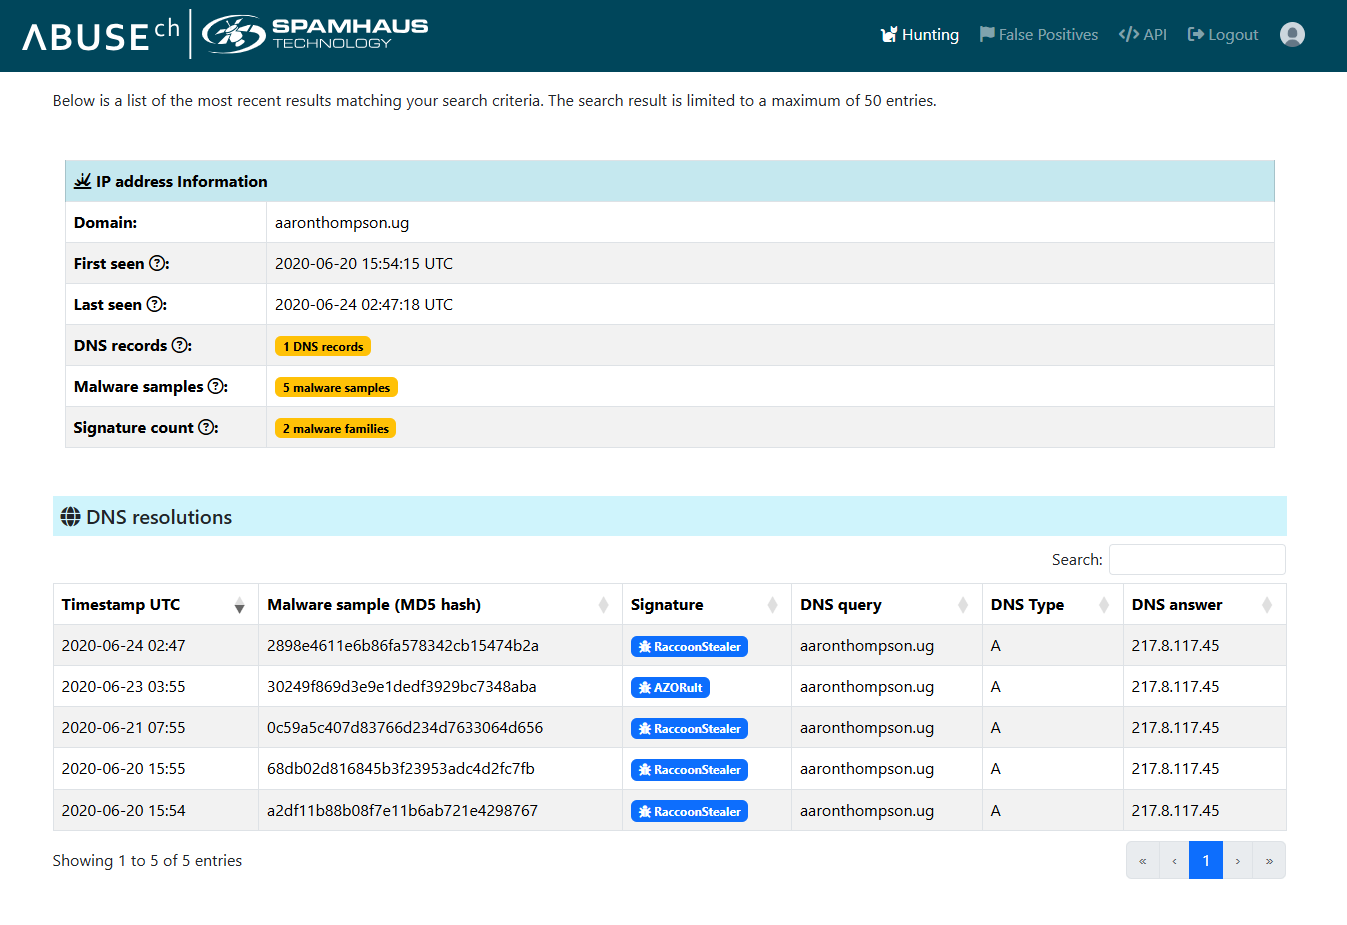 ABUSE ch SPAMHAUS TECHNOLOGY Hunting False Positives </> API Logout
Below is a list of the most recent results matching your search criteria. The search result is limited to a maximum of 50 entries.
IP address Information
Domain: aaronthompson.ug
First seen ?: 2020-06-20 15:54:15 UTC
Last seen ?: 2020-06-24 02:47:18 UTC
DNS records ?: 1 DNS records
Malware samples ?: 5 malware samples
Signature count ?: 2 malware families
DNS resolutions
Search:
Timestamp UTC Malware sample (MD5 hash) Signature DNS query DNS Type DNS answer
2020-06-24 02:47 2898e4611e6b86fa578342cb15474b2a RaccoonStealer aaronthompson.ug A 217.8.117.45
2020-06-23 03:55 30249f869d3e9e1dedf3929bc7348aba AZORult aaronthompson.ug A 217.8.117.45
2020-06-21 07:55 0c59a5c407d83766d234d7633064d656 RaccoonStealer aaronthompson.ug A 217.8.117.45
2020-06-20 15:55 68db02d816845b3f23953adc4d2fc7fb RaccoonStealer aaronthompson.ug A 217.8.117.45
2020-06-20 15:54 a2df11b88b08f7e11b6ab721e4298767 RaccoonStealer aaronthompson.ug A 217.8.117.45
Showing 1 to 5 of 5 entries « ‹ 1 › »